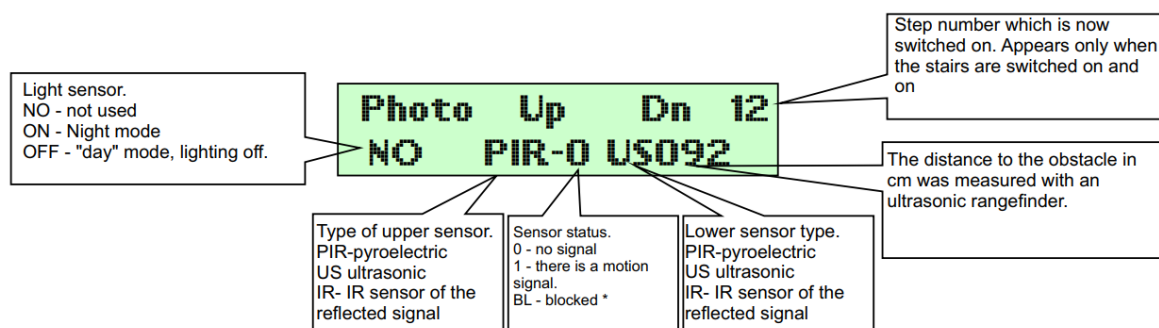 Step number which is now
switched on. Appears only when
the stairs are switched on and
on
Light sensor.
NO - not used
ON - Night mode
OFF - "day" mode, lighting off.
Photo Up Dn 12
NO PIR-0 US092
The distance to the obstacle in
cm was measured with an
ultrasonic rangefinder.
Type of upper sensor.
PIR-pyroelectric
US ultrasonic
IR- IR sensor of the
reflected signal
Sensor status.
0 - no signal
1 - there is a motion
signal.
BL - blocked *
Lower sensor type.
PIR-pyroelectric
US ultrasonic
IR- IR sensor of the
reflected signal